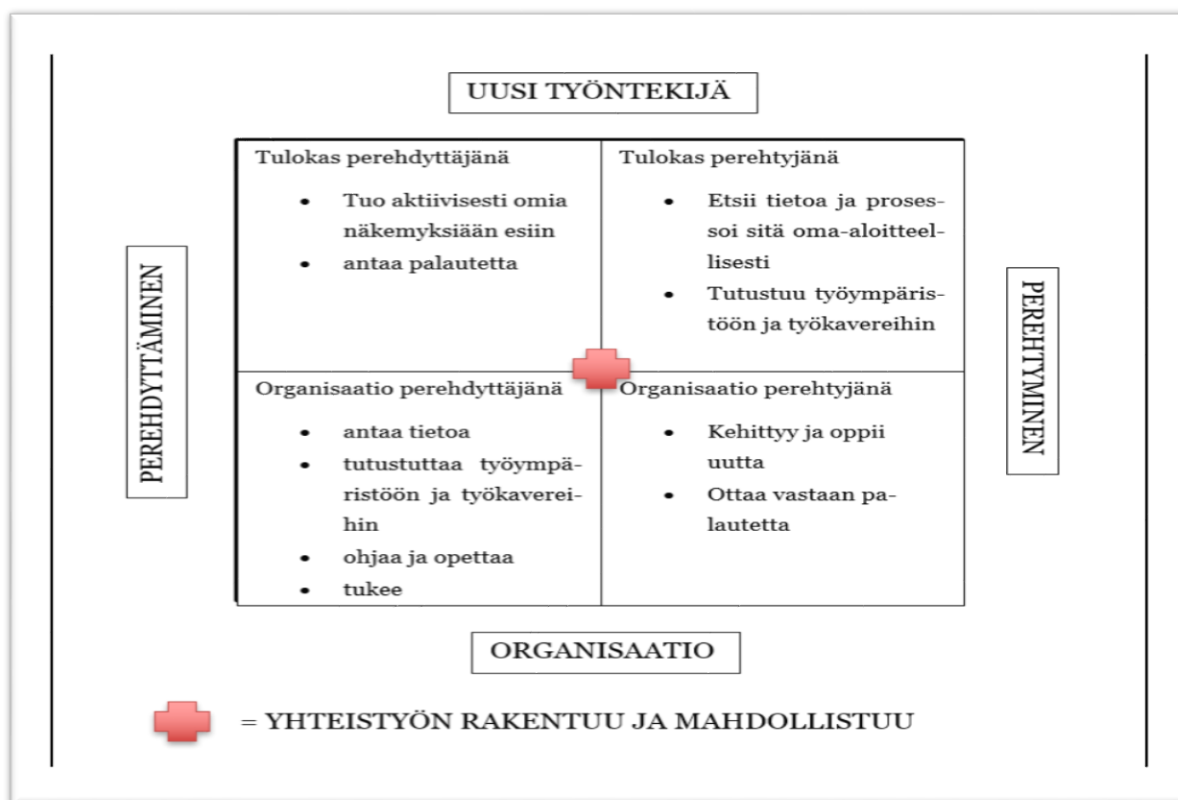 UUSI TYÖNTEKIJÄ
PEREHDYTTÄMINEN
Tulokas perehdyttäjänä
Tuo aktiivisesti omia
näkemyksiään esiin
antaa palautetta
Tulokas perehtyjänä
Etsii tietoa ja proses-
soi sitä oma-aloitteel-
lisesti
Tutustuu työympäris-
töön ja työkavereihin
Organisaatio perehdyttäjänä
antaa tietoa
tutustuttaa työympä-
ristöön ja työkaverei-
hin
ohjaa ja opettaa
tukee
Organisaatio perehtyjänä
Kehittyy ja oppii
uutta
Ottaa vastaan pa-
lautetta
PEREHTYMINEN
ORGANISAATIO
= YHTEISTYÖN RAKENTUU JA MAHDOLLISTUU